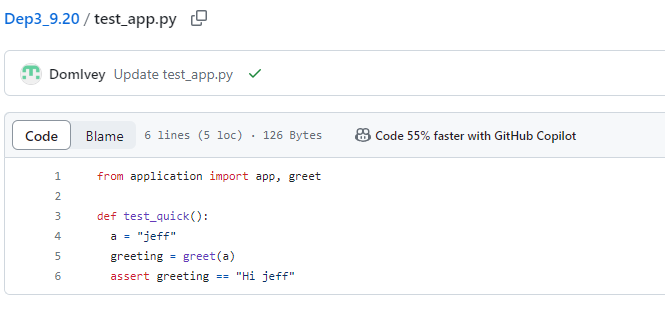 Dep3_9.20 / test_app.py
DomIvey Update test_app.py
Code Blame 6 lines (5 loc) · 126 Bytes Code 55% faster with GitHub Copilot
1 from application import app, greet
2
3 def test_quick():
4 a = "jeff"
5 greeting = greet(a)
6 assert greeting == "Hi jeff"